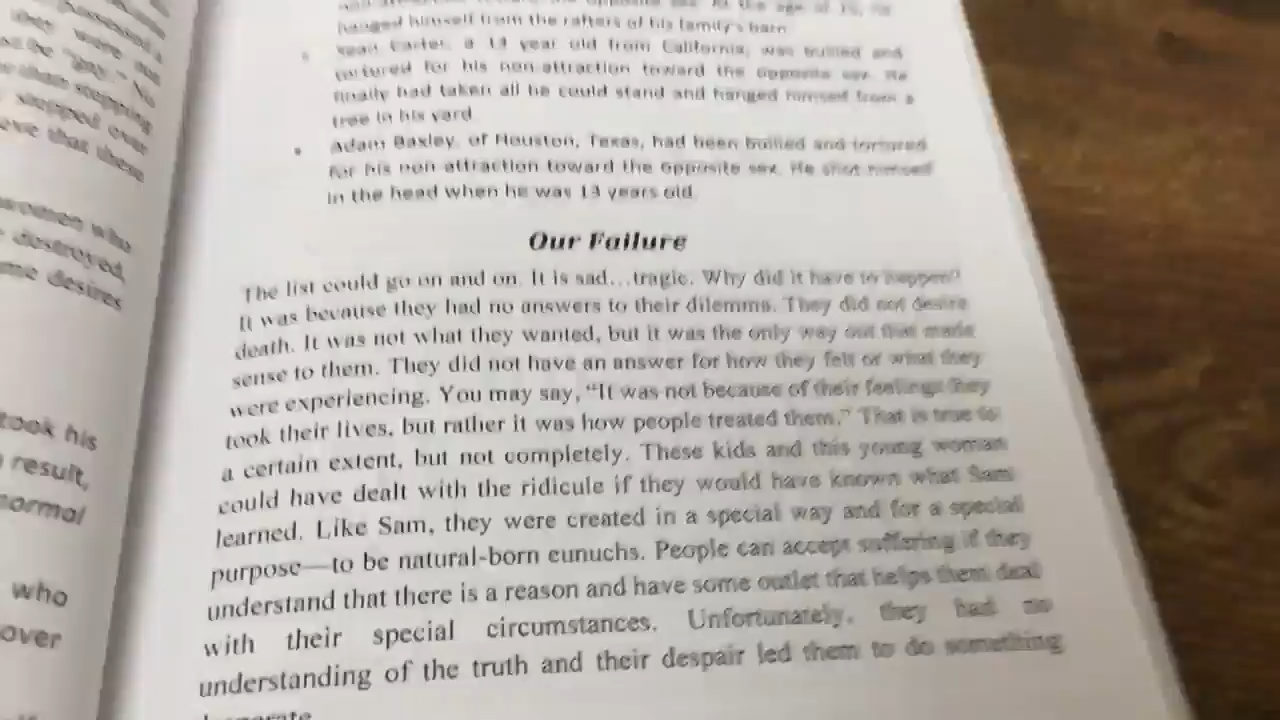 hanged himself from the rafters of his family's barn
Sean Carter, a 13 year old from California, was bullied and
tortured for his non-attraction toward the opposite sex. He
finally had taken all he could stand and hanged himself from a
tree in his yard
• Adam Baxley, of Houston, Texas, had been bullied and tortured
for his non attraction toward the opposite sex. He shot himself
in the head when he was 13 years old.
Our Failure
The list could go on and on. It is sad...tragic. Why did it have to happen?
It was because they had no answers to their dilemma. They did not desire
death. It was not what they wanted, but it was the only way out that made
sense to them. They did not have an answer for how they felt or what they
were experiencing. You may say, "It was not because of their feelings they
took their lives, but rather it was how people treated them." That is true to
a certain extent, but not completely. These kids and this young woman
could have dealt with the ridicule if they would have known what Sam
learned. Like Sam, they were created in a special way and for a special
purpose—to be natural-born eunuchs. People can accept suffering if they
understand that there is a reason and have some outlet that helps them deal
with their special circumstances. Unfortunately, they had no
understanding of the truth and their despair led them to do something
women who
destroyed,
desires
took his
result,
normal
who
over